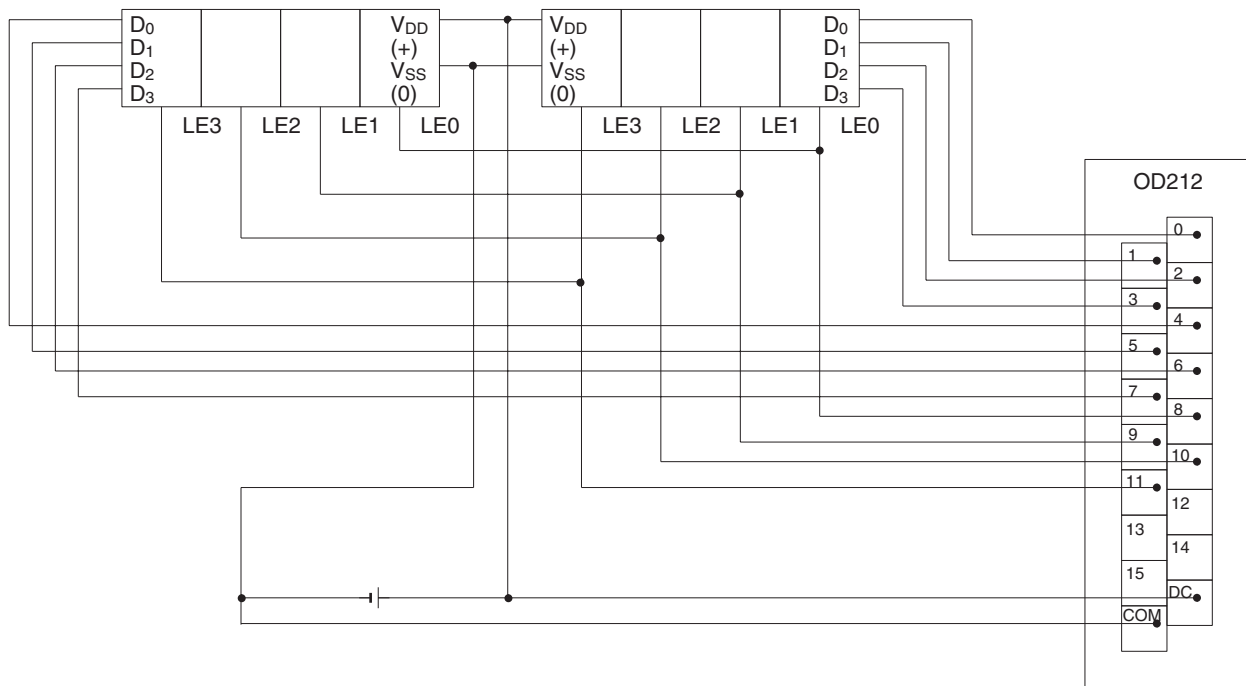 D0
D1
D2
D3
VDD
(+)
VSS
(0)
VDD
(+)
VSS
(0)
D0
D1
D2
D3
LE3
LE2
LE1
LE0
LE3
LE2
LE1
LE0
OD212
0
1
2
3
4
5
6
7
8
9
10
11
12
13
14
15
DC
COM